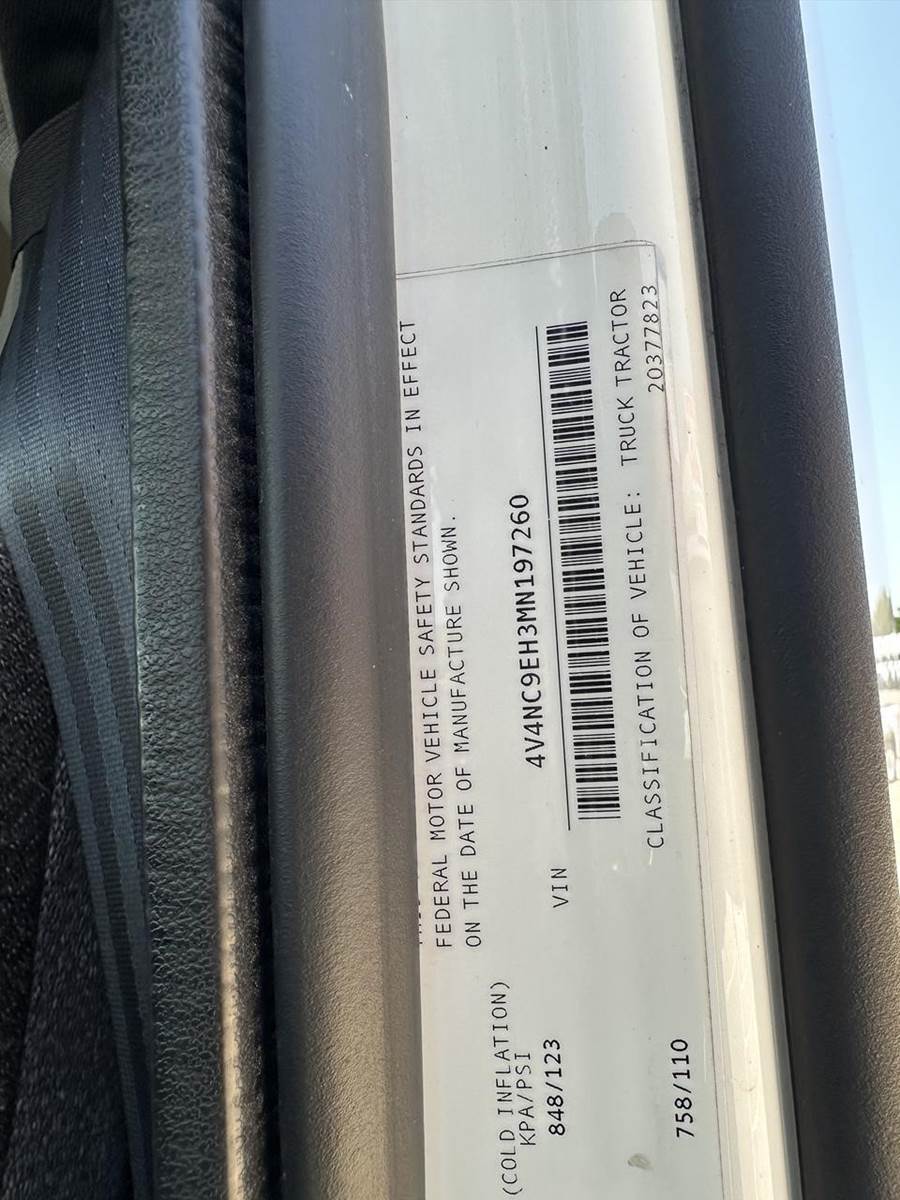 FEDERAL MOTOR VEHICLE SAFETY STANDARDS IN EFFECT
ON THE DATE OF MANUFACTURE SHOWN.
(COLD INFLATION)
KPA/PSI
848/123
VIN
4V4NC9EH3MN197260
758/110
CLASSIFICATION OF VEHICLE: TRUCK TRACTOR
20377823